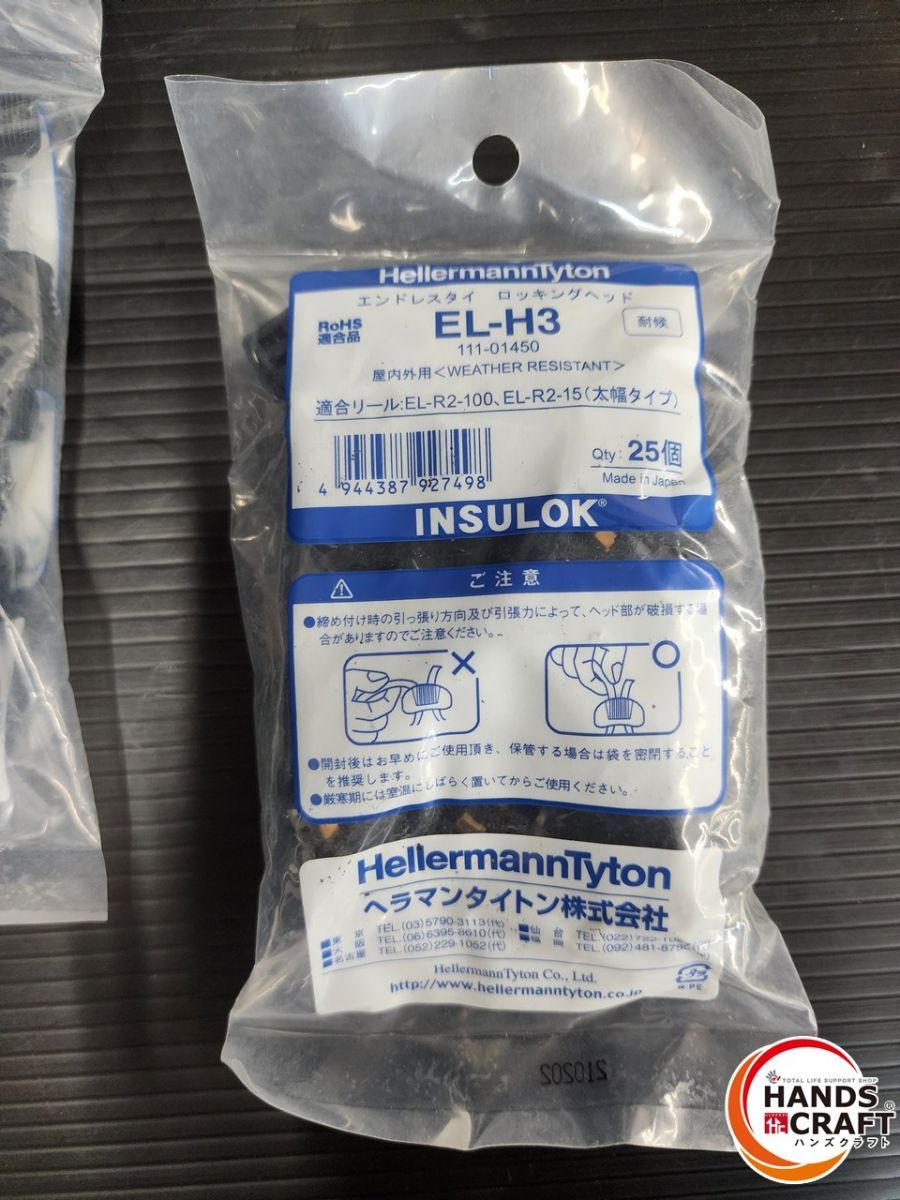 HellermannTyton
エンドレスタイ ロッキングヘッド
RoHS
適合品
EL-H3
耐候
111-01450
屋内外用<WEATHER RESISTANT>
適合リール:EL-R2-100、EL-R2-15(太幅タイプ)
4 944387 927498
Qty: 25個
Made in Japan
INSULOK®
ご注意
●締め付け時の引っ張り方向及び引張力によって、ヘッド部が破損する場
合がありますのでご注意ください。
●開封後はお早めにご使用頂き、保管する場合は袋を密閉すること
を推奨します。
●厳寒期には室温にしばらく置いてからご使用ください。
HellermannTyton
ヘラマンタイトン株式会社
■東京 TEL.(03)5790-3113(代)
■大阪 TEL.(06)6395-8610(代)
■名古屋 TEL.(052)229-1052(代)
■仙台 TEL.(022)722-
■福岡 TEL.(092)481-
HellermannTyton Co., Ltd.
http://www.hellermanntyton.co.jp
PE
210202
TOTAL LIFE SUPPORT SHOP
HANDS
CRAFT®
ハンズクラフト